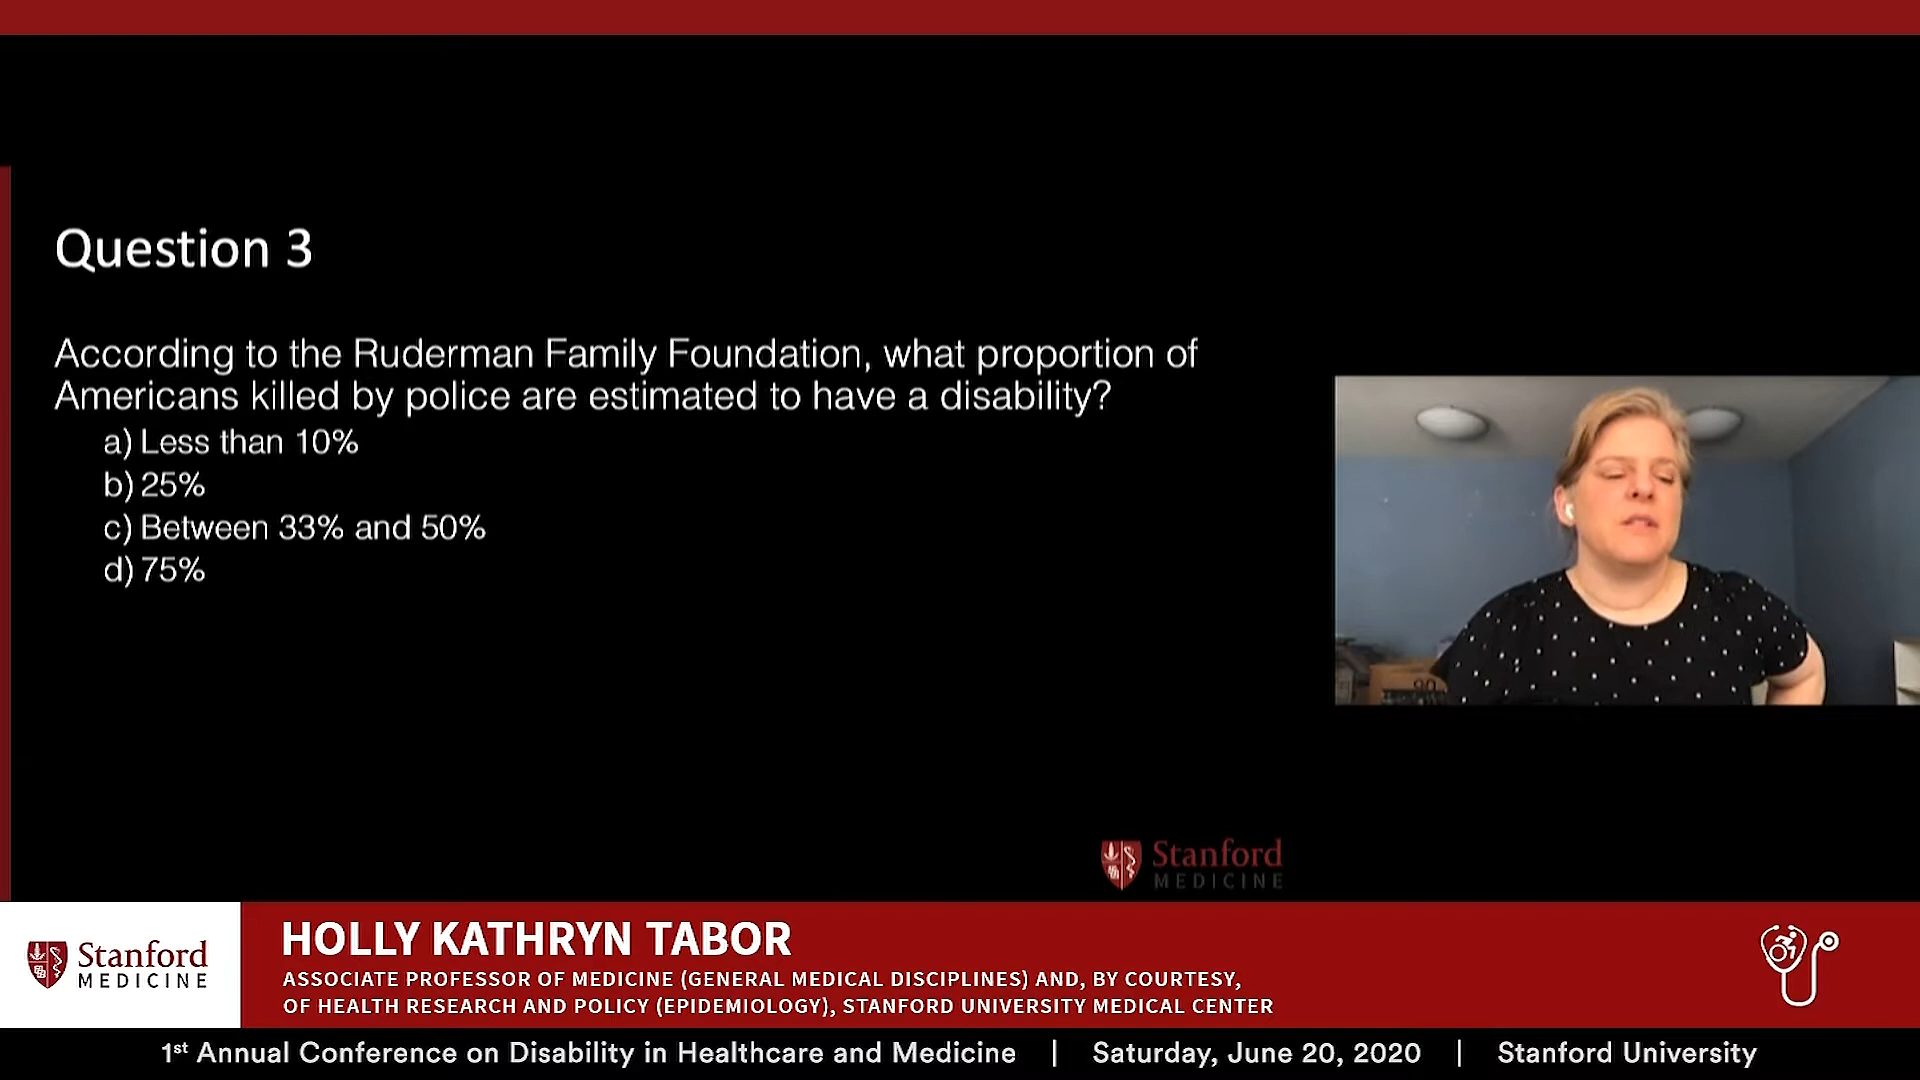 Question 3
According to the Ruderman Family Foundation, what proportion of
Americans killed by police are estimated to have a disability?
a) Less than 10%
b) 25%
c) Between 33% and 50%
d) 75%
90
Stanford
MEDICINE
Stanford
MEDICINE
HOLLY KATHRYN TABOR
ASSOCIATE PROFESSOR OF MEDICINE (GENERAL MEDICAL DISCIPLINES) AND, BY COURTESY,
OF HEALTH RESEARCH AND POLICY (EPIDEMIOLOGY), STANFORD UNIVERSITY MEDICAL CENTER
1st Annual Conference on Disability in Healthcare and Medicine | Saturday, June 20, 2020 | Stanford University